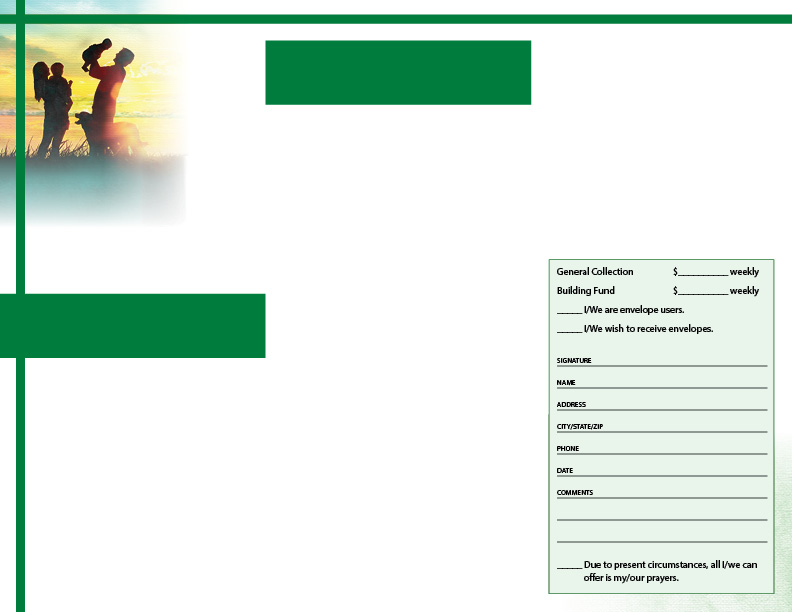 General Collection $__________ weekly
Building Fund $__________ weekly
_____ I/We are envelope users.
_____ I/We wish to receive envelopes.
SIGNATURE
NAME
ADDRESS
CITY/STATE/ZIP
PHONE
DATE
COMMENTS
_____ Due to present circumstances, all I/we can
offer is my/our prayers.